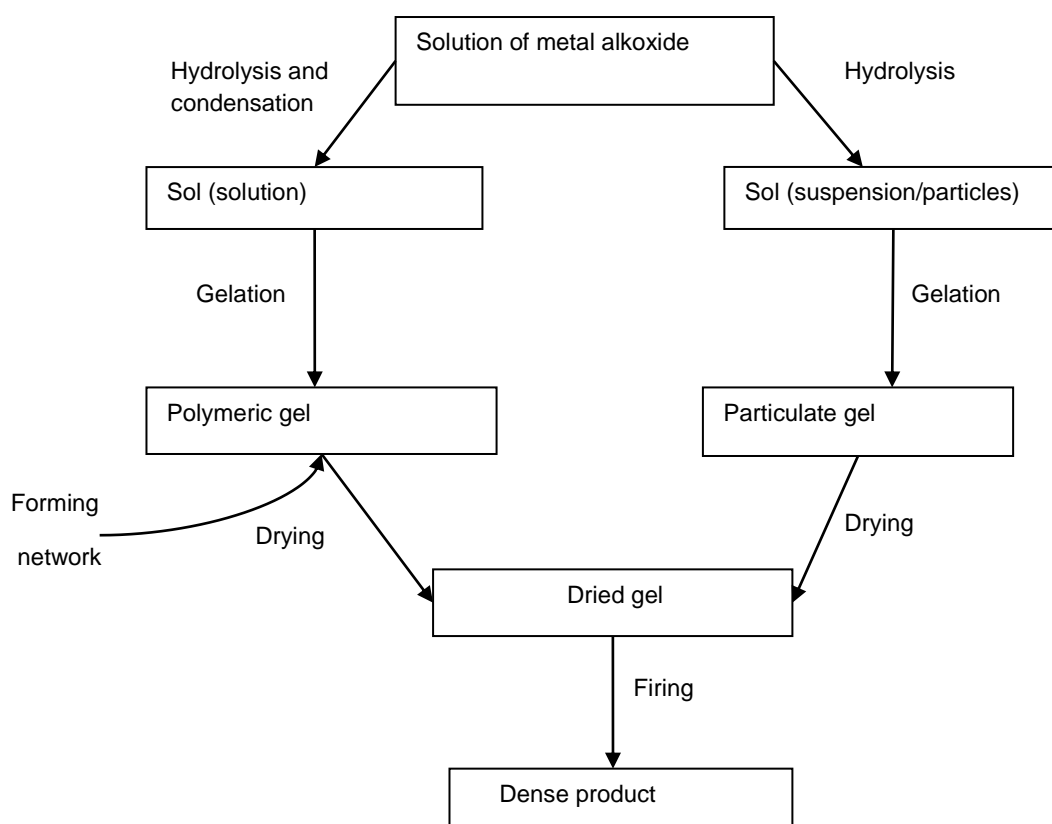 Solution of metal alkoxide
Hydrolysis and
condensation
Hydrolysis
Sol (solution)
Sol (suspension/particles)
Gelation
Gelation
Polymeric gel
Particulate gel
Forming
network
Drying
Drying
Dried gel
Firing
Dense product